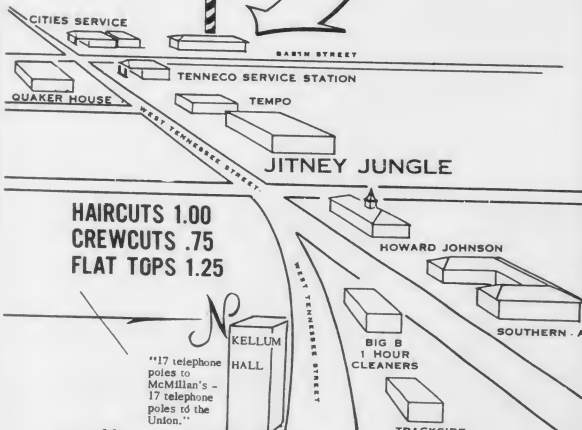 CITIES SERVICE
BASIN STREET
TENNECO SERVICE STATION
QUAKER HOUSE
TEMPO
WEST TENNESSEE STREET
JITNEY JUNGLE
HAIRCUTS 1.00
CREWCUTS .75
FLAT TOPS 1.25
HOWARD JOHNSON
WEST TENNESSEE STREET
SOUTHERN - A
N
KELLUM
HALL
BIG B
1 HOUR
CLEANERS
"17 telephone
poles to
McMillan's -
17 telephone
poles to the
Union."
TRACKSIDE